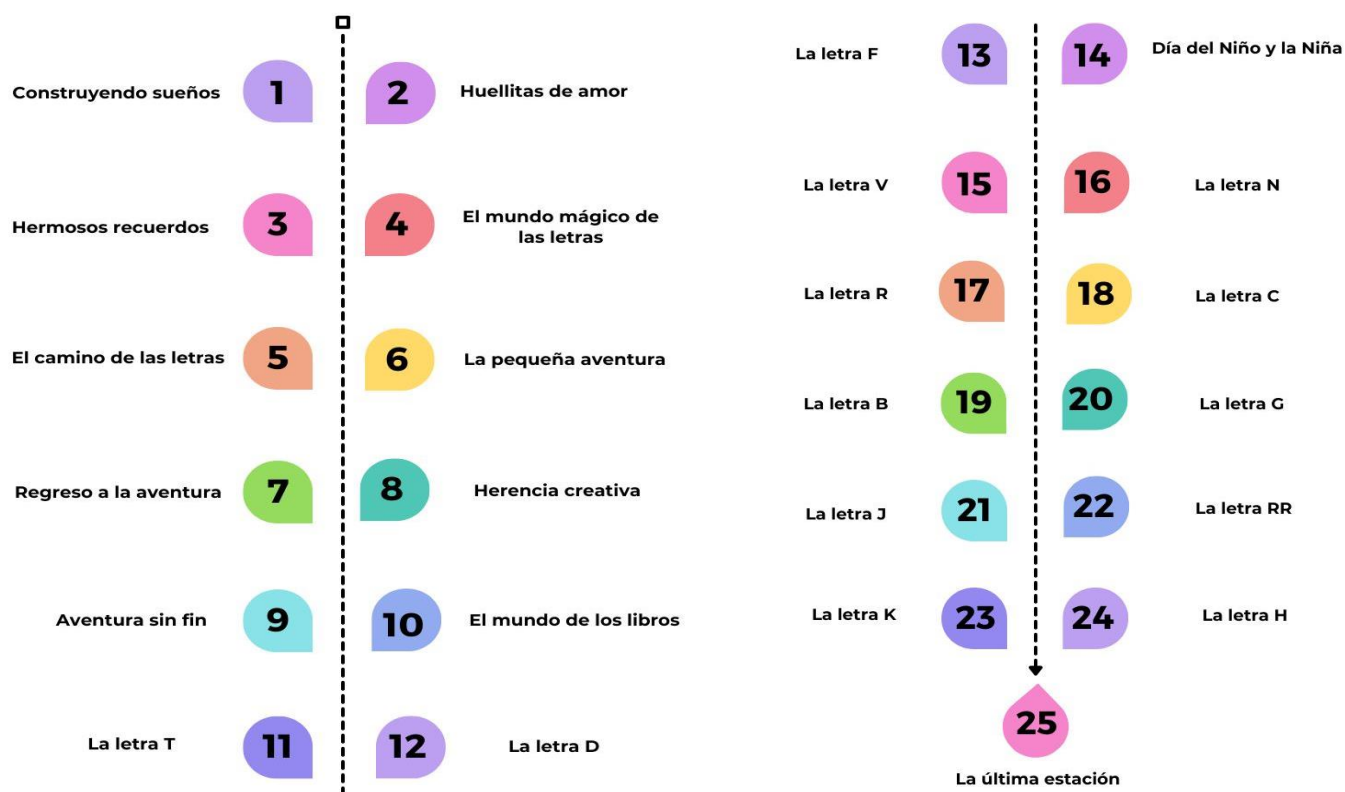 Construyendo sueños
1
2
Huellitas de amor
Hermosos recuerdos
3
4
El mundo mágico de
las letras
El camino de las letras
5
6
La pequeña aventura
Regreso a la aventura
7
8
Herencia creativa
Aventura sin fin
9
10
El mundo de los libros
La letra T
11
12
La letra D
La letra F
13
14
Día del Niño y la Niña
La letra V
15
16
La letra N
La letra R
17
18
La letra C
La letra B
19
20
La letra G
La letra J
21
22
La letra RR
La letra K
23
24
La letra H
25
La última estación